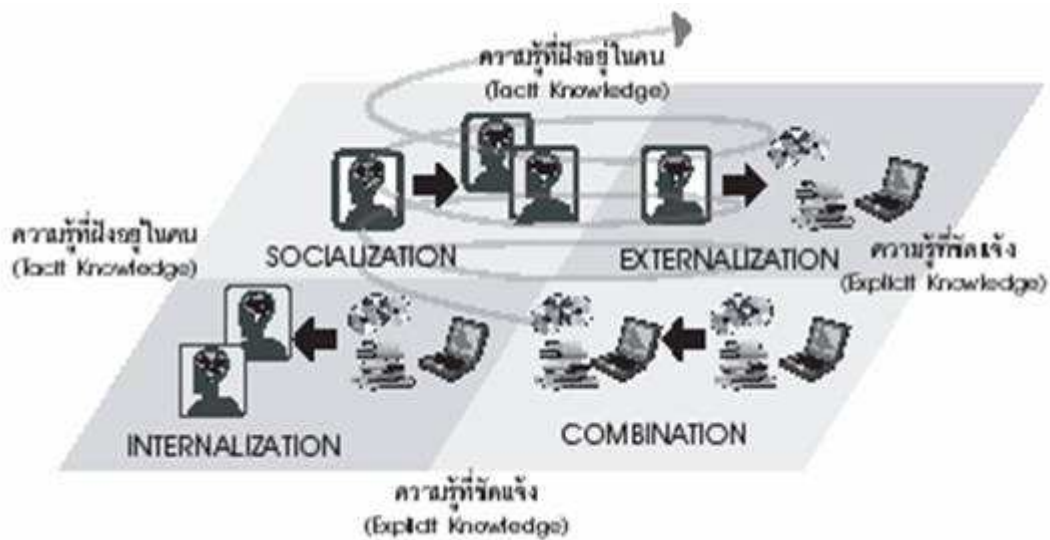 ความรู้ที่ฝังอยู่ในคน
(Tacit Knowledge)
ความรู้ที่ฝังอยู่ในคน
(Tacit Knowledge)
SOCIALIZATION
EXTERNALIZATION
ความรู้ที่ชัดแจ้ง
(Explicit Knowledge)
INTERNALIZATION
COMBINATION
ความรู้ที่ชัดแจ้ง
(Explicit Knowledge)